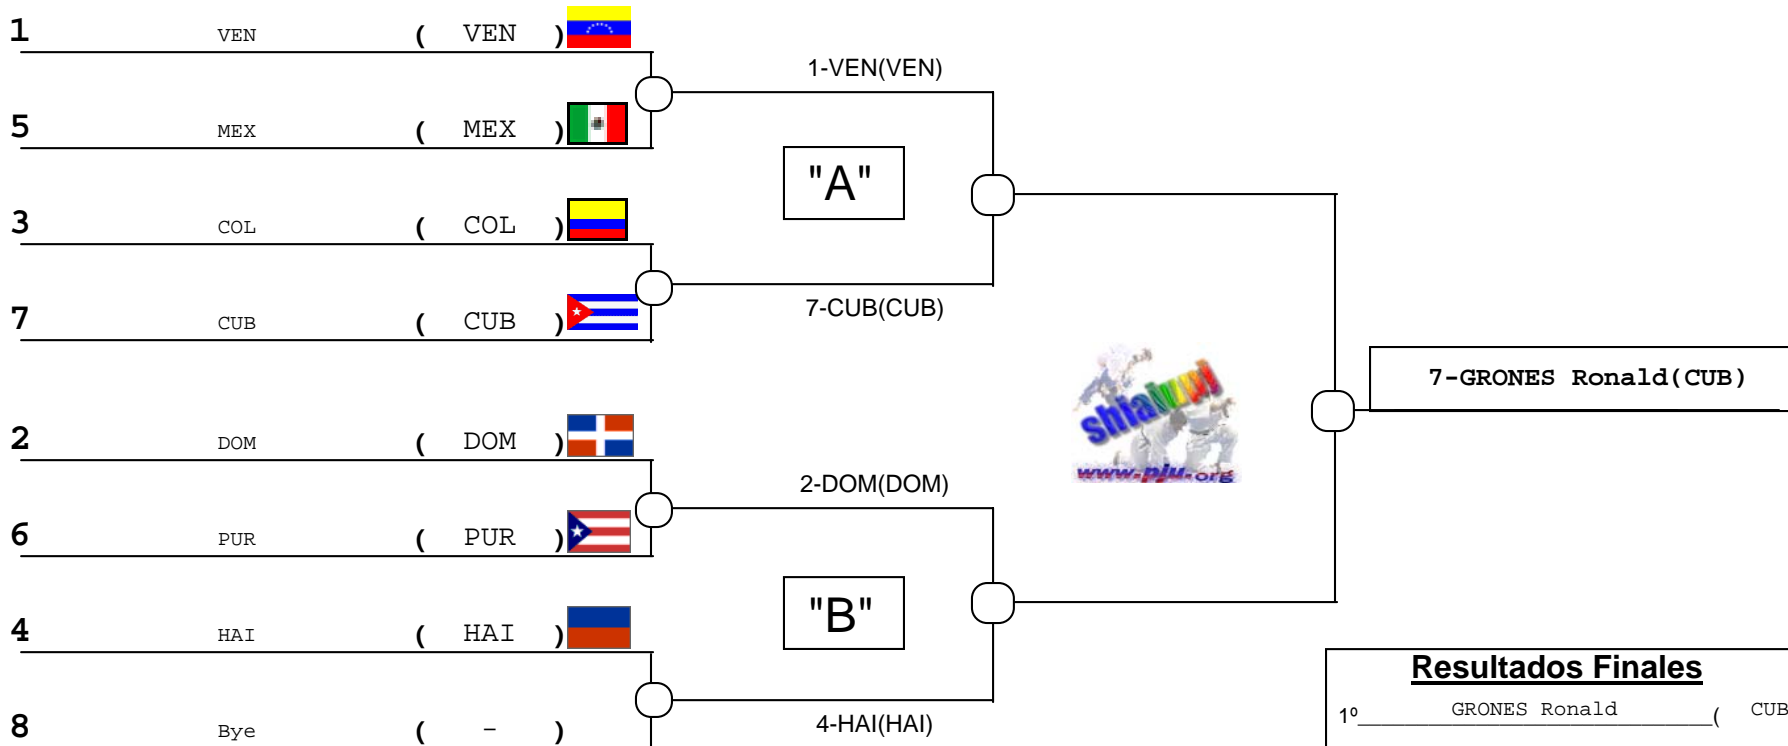 1 VEN ( VEN )
1-VEN(VEN)
5 MEX ( MEX )
"A"
3 COL ( COL )
7 CUB ( CUB )
7-CUB(CUB)
shiai
www.pju.org
7-GRONES Ronald(CUB)
2 DOM ( DOM )
2-DOM(DOM)
6 PUR ( PUR )
"B"
4 HAI ( HAI )
Resultados Finales
1º GRONES Ronald ( CUB
8 Bye ( - )
4-HAI(HAI)